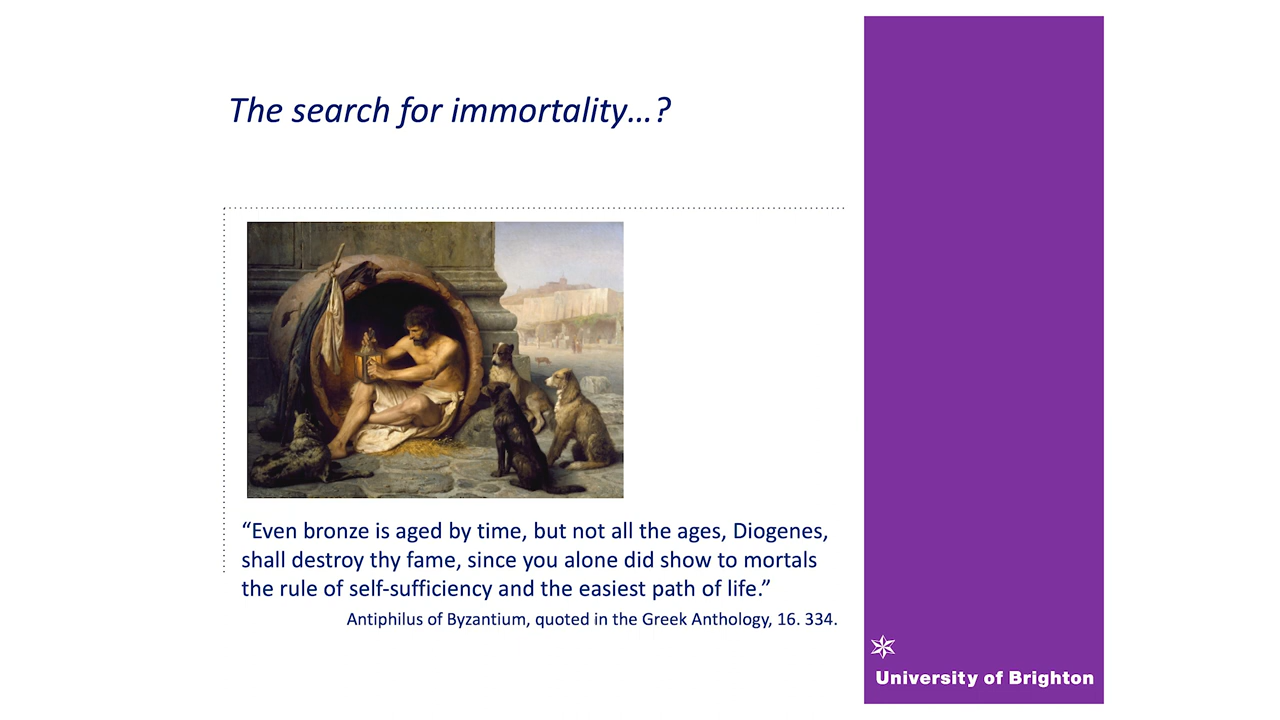 The search for immortality…?
“Even bronze is aged by time, but not all the ages, Diogenes,
shall destroy thy fame, since you alone did show to mortals
the rule of self-sufficiency and the easiest path of life.”
Antiphilus of Byzantium, quoted in the Greek Anthology, 16. 334.
University of Brighton